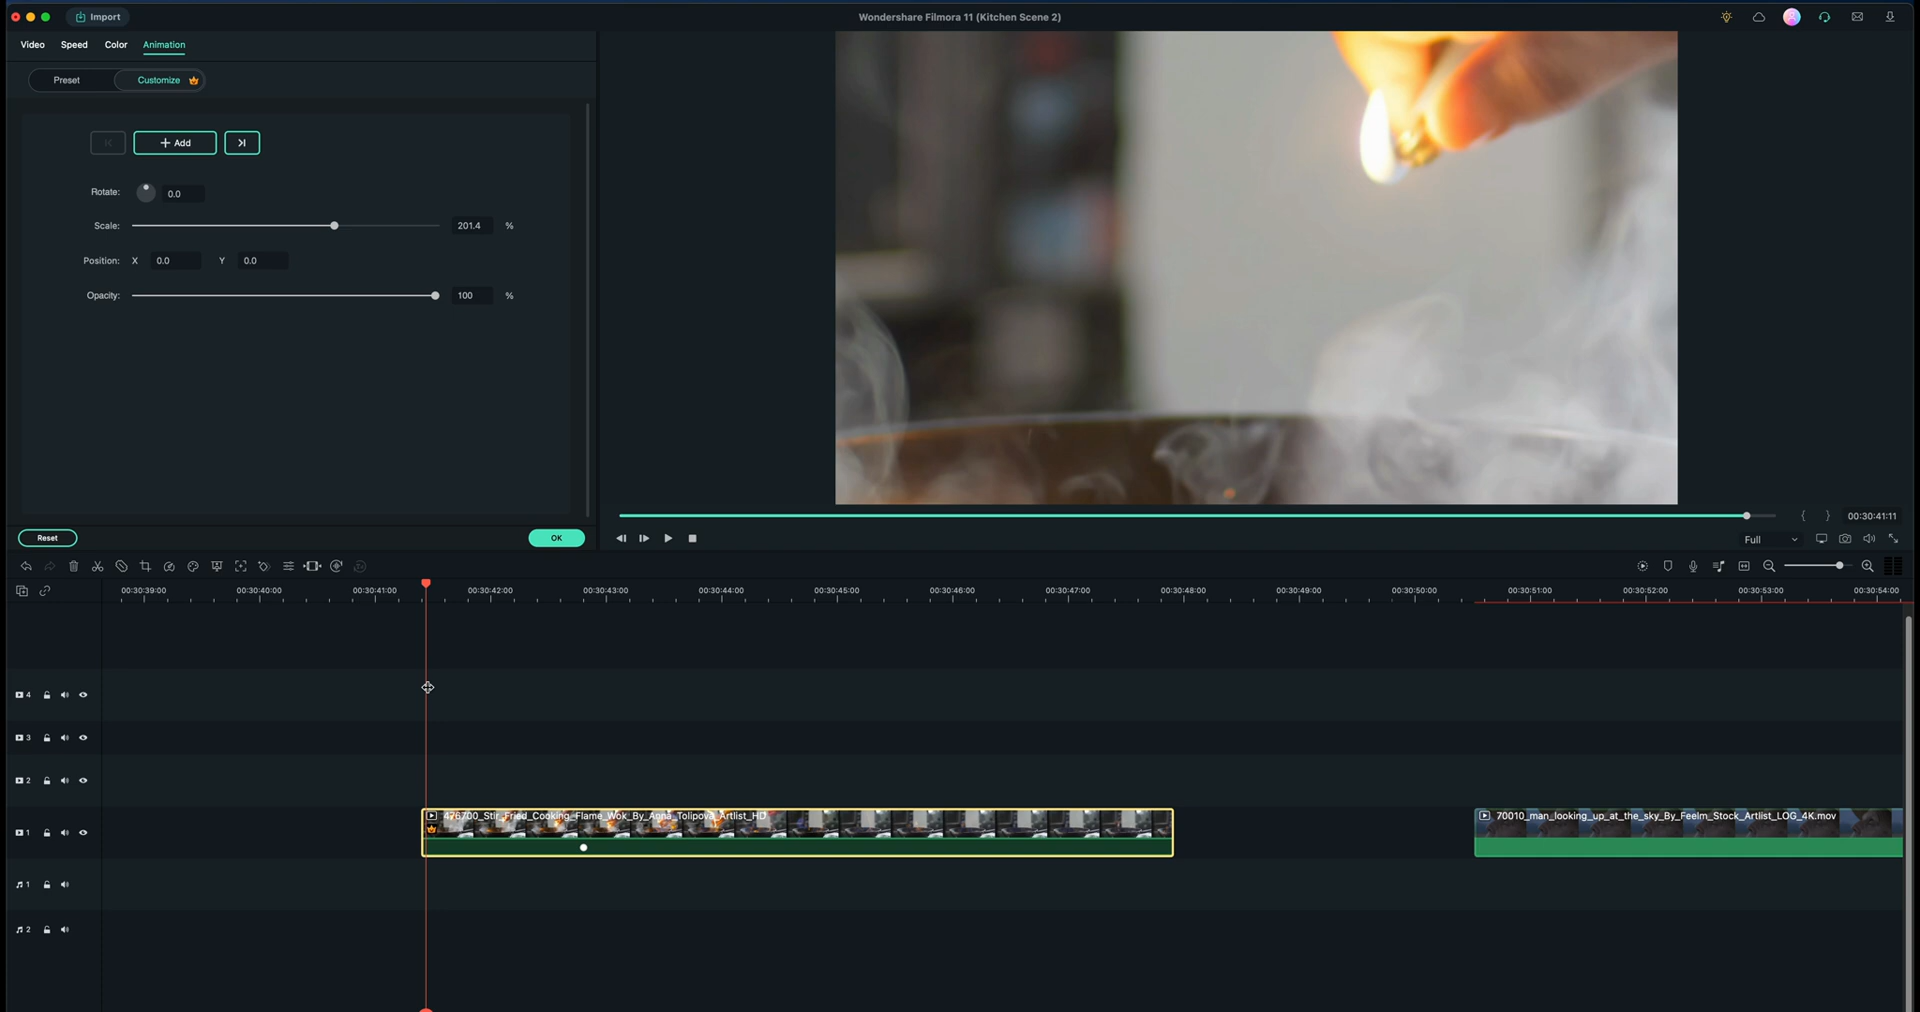 Import
Wondershare Filmora 11 (Kitchen Scene 2)
Video Speed Color Animation
Preset Customize
+ Add
Rotate: 0.0
Scale: 201.4 %
Position: X 0.0 Y 0.0
Opacity: 100 %
Reset OK
{ } 00:30:41:11
Full
00:30:39:00 00:30:40:00 00:30:41:00 00:30:42:00 00:30:43:00 00:30:44:00 00:30:45:00 00:30:46:00 00:30:47:00 00:30:48:00 00:30:49:00 00:30:50:00 00:30:51:00 00:30:52:00 00:30:53:00 00:30:54:00
4
3
2
476700_Stir_Fried_Cooking_Flame_Wok_By_Anna_Tolipova_Artlist_HD 70010_man_looking_up_at_the_sky_By_Feelm_Stock_Artlist_LOG_4K.mov
1
1
2